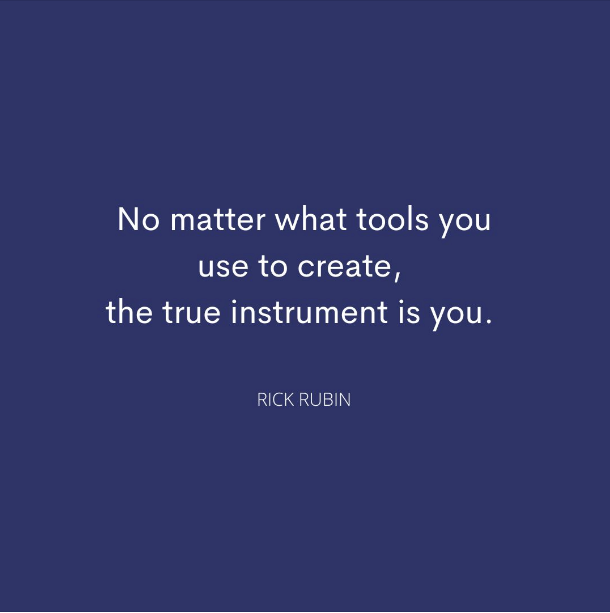 No matter what tools you
use to create,
the true instrument is you.
RICK RUBIN